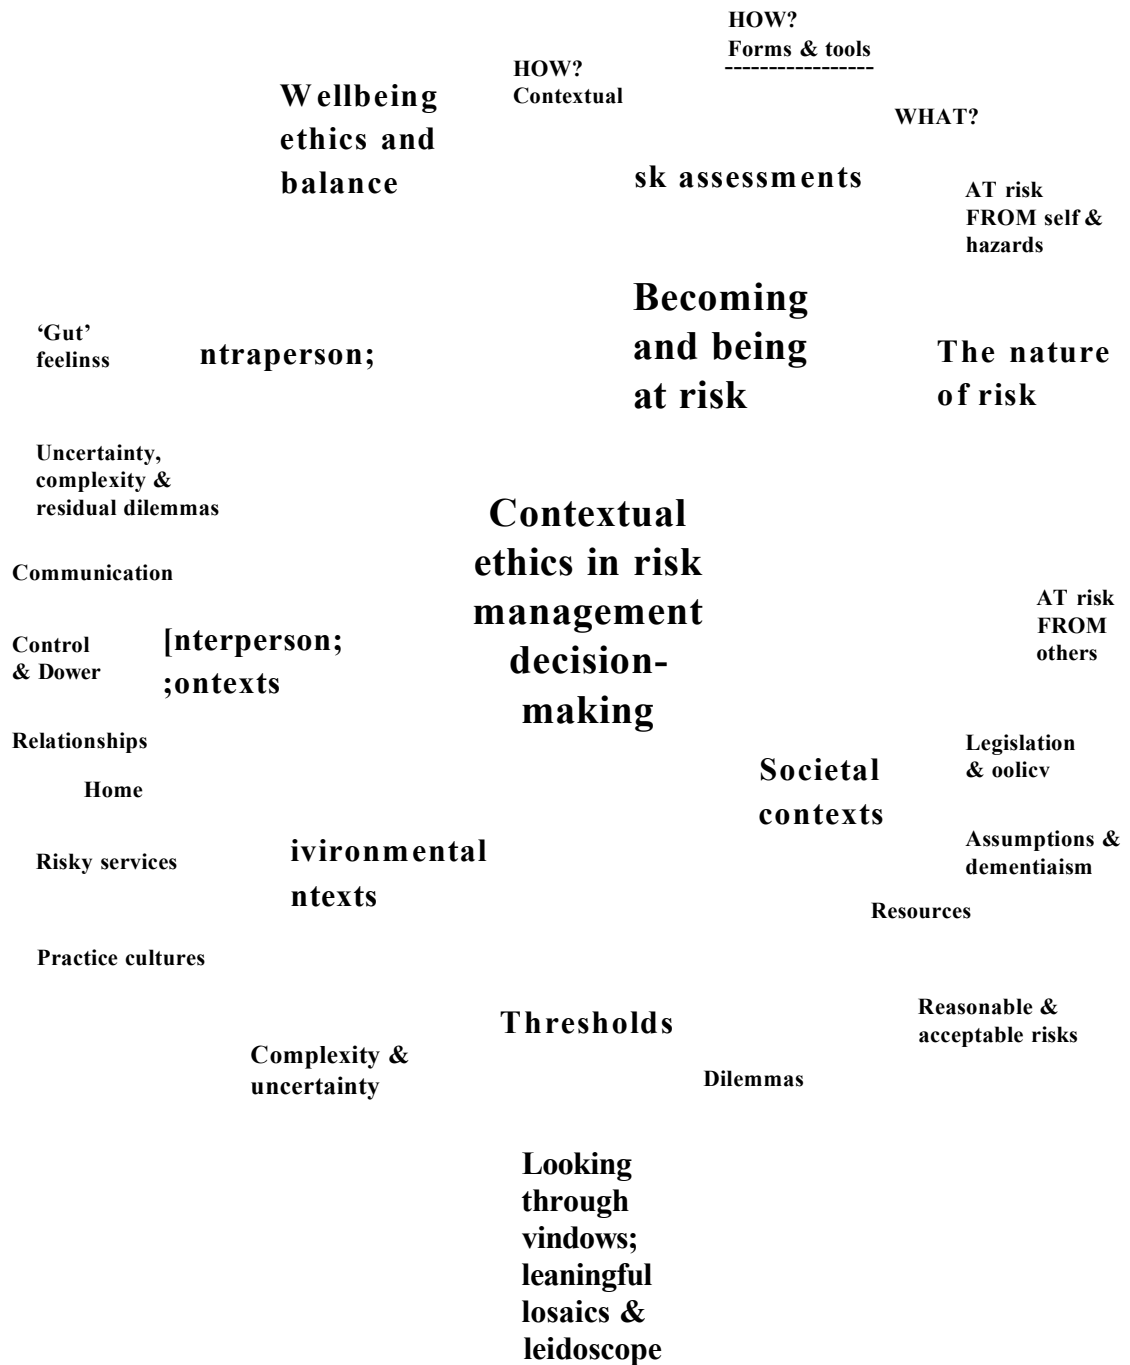 HOW?
Forms & tools
-----------------
HOW?
Contextual
Wellbeing
ethics and
balance
WHAT?
sk assessments
AT risk
FROM self &
hazards
Becoming
and being
at risk
‘Gut’
feelinss
ntraperson;
The nature
of risk
Uncertainty,
complexity &
residual dilemmas
Contextual
ethics in risk
management
decision-
making
Communication
AT risk
FROM
others
Control
& Dower
[nterperson;
;ontexts
Relationships
Home
Legislation
& oolicv
Societal
contexts
Risky services
ivironmental
ntexts
Assumptions &
dementiaism
Resources
Practice cultures
Thresholds
Reasonable &
acceptable risks
Complexity &
uncertainty
Dilemmas
Looking
through
vindows;
leaningful
losaics &
leidoscope